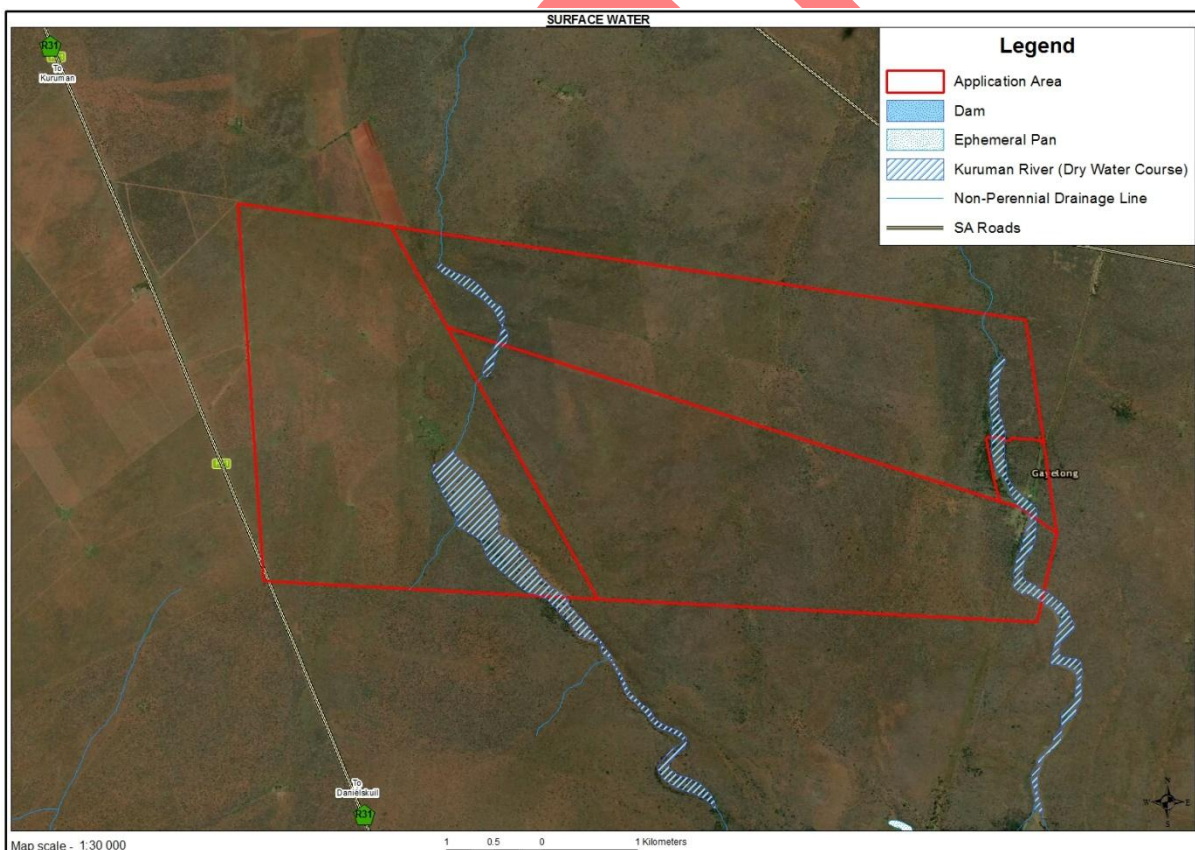 SURFACE WATER
R31
To
Kuruman
Legend
Application Area
Dam
Ephemeral Pan
Kuruman River (Dry Water Course)
Non-Perennial Drainage Line
SA Roads
To
Danielskuil
R31
N
W E
S
Map scale - 1:30 000
1 0.5 0 1 Kilometers